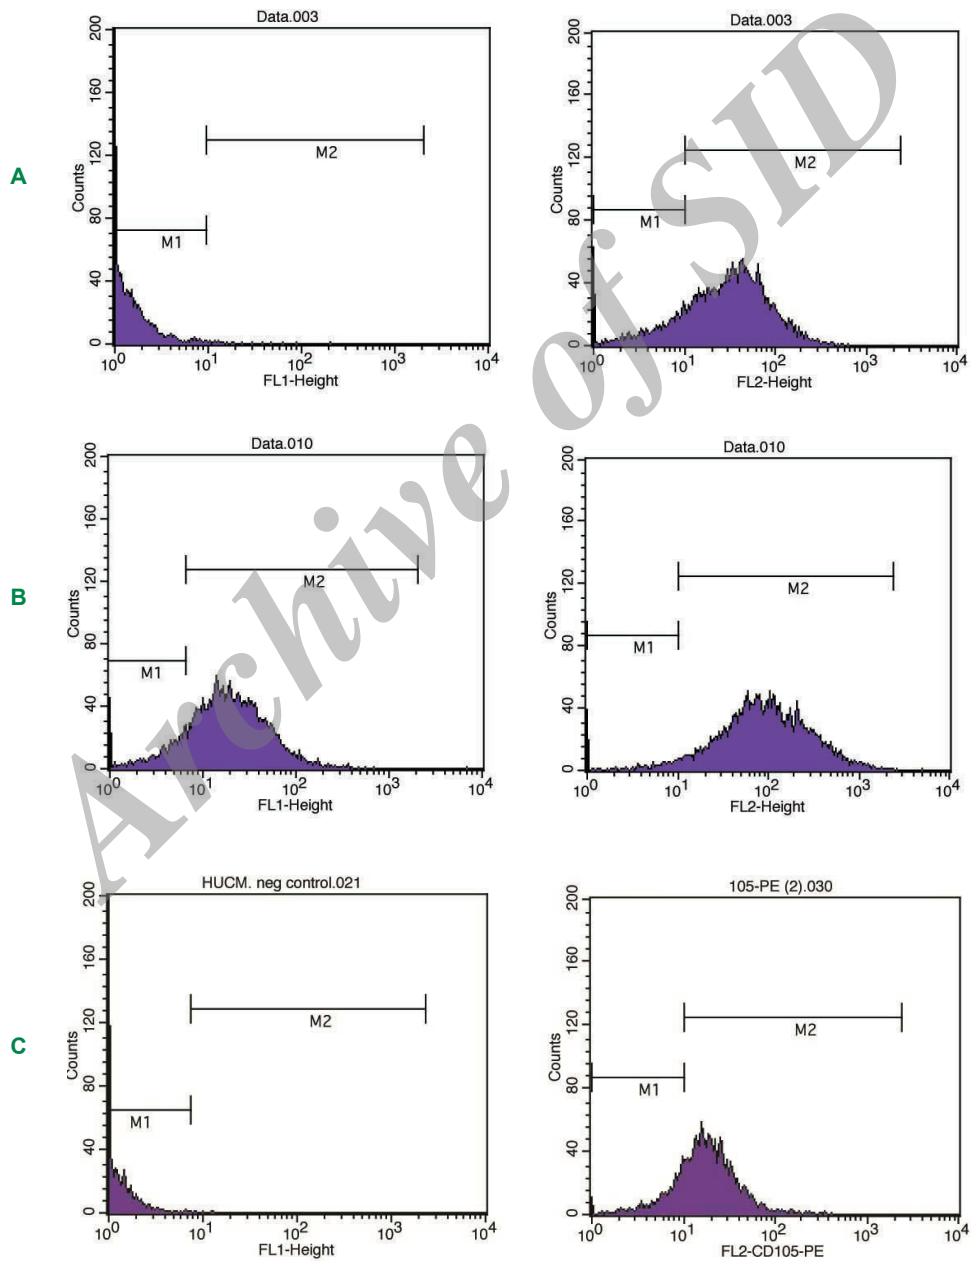 Data.003
200
160
120
80
40
0
Counts
M1
M2
10^0 10^1 10^2 10^3 10^4
FL1-Height
Data.003
200
160
120
80
40
0
Counts
M1
M2
10^0 10^1 10^2 10^3 10^4
FL2-Height
A
Data.010
200
160
120
80
40
0
Counts
M1
M2
10^0 10^1 10^2 10^3 10^4
FL1-Height
Data.010
200
160
120
80
40
0
Counts
M1
M2
10^0 10^1 10^2 10^3 10^4
FL2-Height
B
HUCM. neg control.021
200
160
120
80
40
0
Counts
M1
M2
10^0 10^1 10^2 10^3 10^4
FL1-Height
105-PE (2).030
200
160
120
80
40
0
Counts
M1
M2
10^0 10^1 10^2 10^3 10^4
FL2-CD105-PE
C
Archive of SID